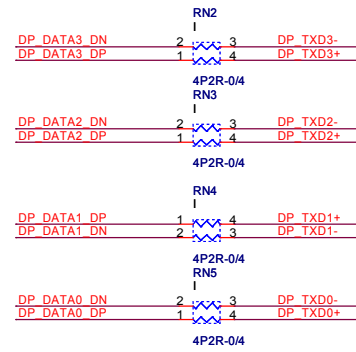 RN2
I
DP_DATA3_DN 2 3 DP_TXD3-
DP_DATA3_DP 1 4 DP_TXD3+
4P2R-0/4
RN3
I
DP_DATA2_DN 2 3 DP_TXD2-
DP_DATA2_DP 1 4 DP_TXD2+
4P2R-0/4
RN4
I
DP_DATA1_DP 1 4 DP_TXD1+
DP_DATA1_DN 2 3 DP_TXD1-
4P2R-0/4
RN5
I
DP_DATA0_DN 2 3 DP_TXD0-
DP_DATA0_DP 1 4 DP_TXD0+
4P2R-0/4